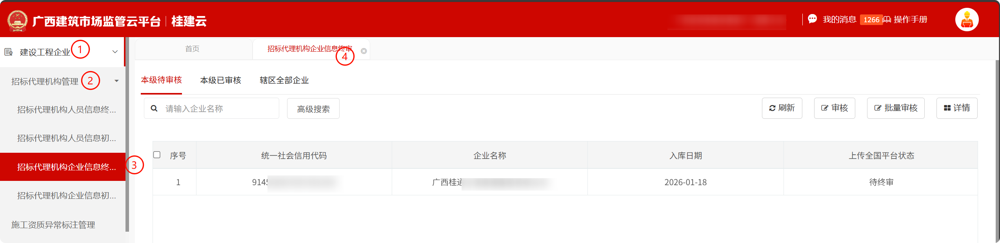 广西建筑市场监管云平台 | 桂建云
我的消息 1266 操作手册
建设工程企业 1
招标代理机构管理 2
招标代理机构人员信息终...
招标代理机构人员信息初...
招标代理机构企业信息终... 3
招标代理机构企业信息初...
施工资质异常标注管理
首页 招标代理机构企业信息终审 4
本级待审核 本级已审核 辖区全部企业
请输入企业名称 高级搜索 刷新 审核 批量审核 详情
序号 统一社会信用代码 企业名称 入库日期 上传全国平台状态
1 914 广西桂 2026-01-18 待终审